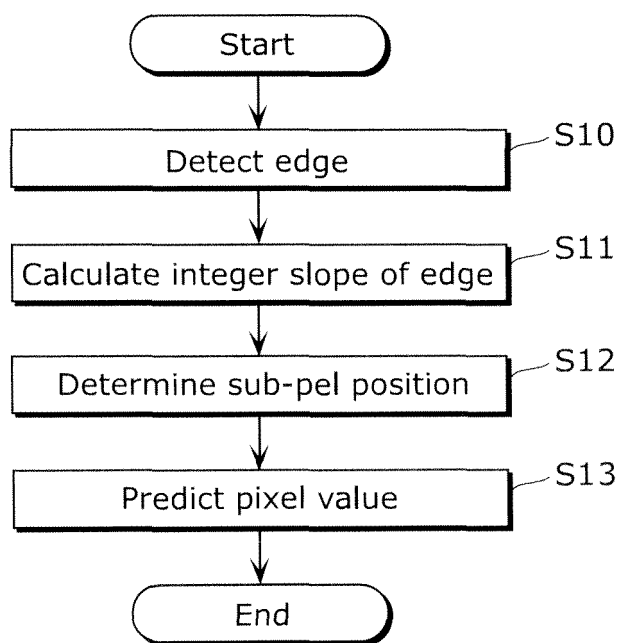 Start
S10
Detect edge
S11
Calculate integer slope of edge
S12
Determine sub-pel position
S13
Predict pixel value
End